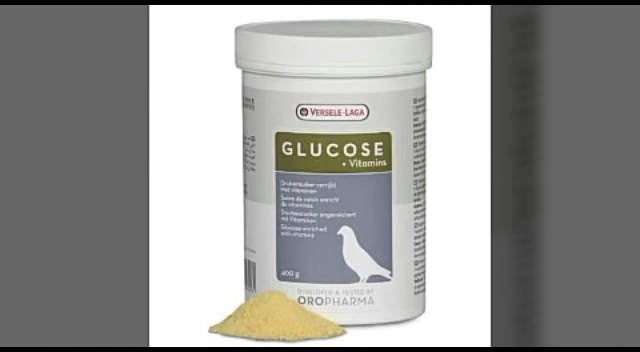 VERSELE-LAGA
GLUCOSE
+ Vitamins
Druivensuiker verrijkt
met vitaminen
Sucre de raisin enrichi
de vitamines
Traubenzucker angereichert
mit Vitaminen
Glucose enriched
with vitamins
400 g
DEVELOPED & TESTED BY
OROPHARMA